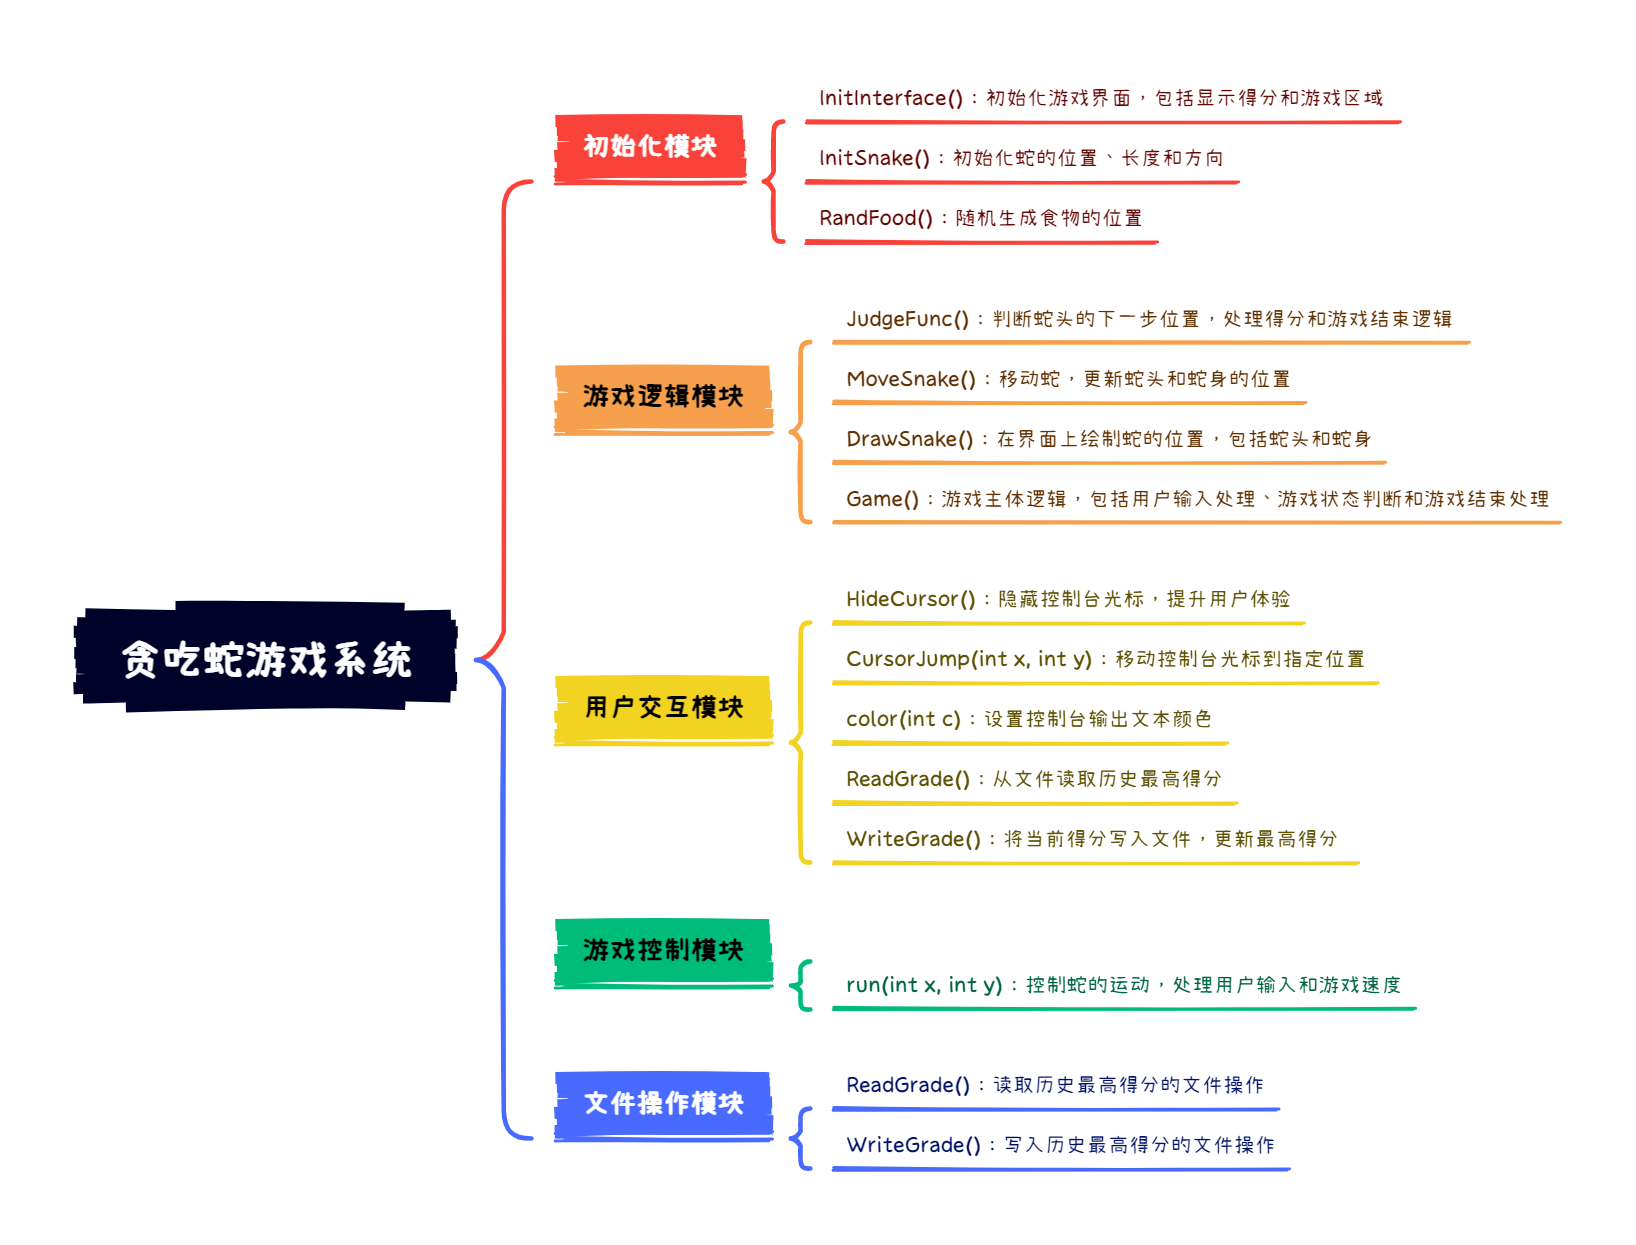 贪吃蛇游戏系统
初始化模块
InitInterface()：初始化游戏界面，包括显示得分和游戏区域
InitSnake()：初始化蛇的位置、长度和方向
RandFood()：随机生成食物的位置
游戏逻辑模块
JudgeFunc()：判断蛇头的下一步位置，处理得分和游戏结束逻辑
MoveSnake()：移动蛇，更新蛇头和蛇身的位置
DrawSnake()：在界面上绘制蛇的位置，包括蛇头和蛇身
Game()：游戏主体逻辑，包括用户输入处理、游戏状态判断和游戏结束处理
用户交互模块
HideCursor()：隐藏控制台光标，提升用户体验
CursorJump(int x, int y)：移动控制台光标到指定位置
color(int c)：设置控制台输出文本颜色
ReadGrade()：从文件读取历史最高得分
WriteGrade()：将当前得分写入文件，更新最高得分
游戏控制模块
run(int x, int y)：控制蛇的运动，处理用户输入和游戏速度
文件操作模块
ReadGrade()：读取历史最高得分的文件操作
WriteGrade()：写入历史最高得分的文件操作